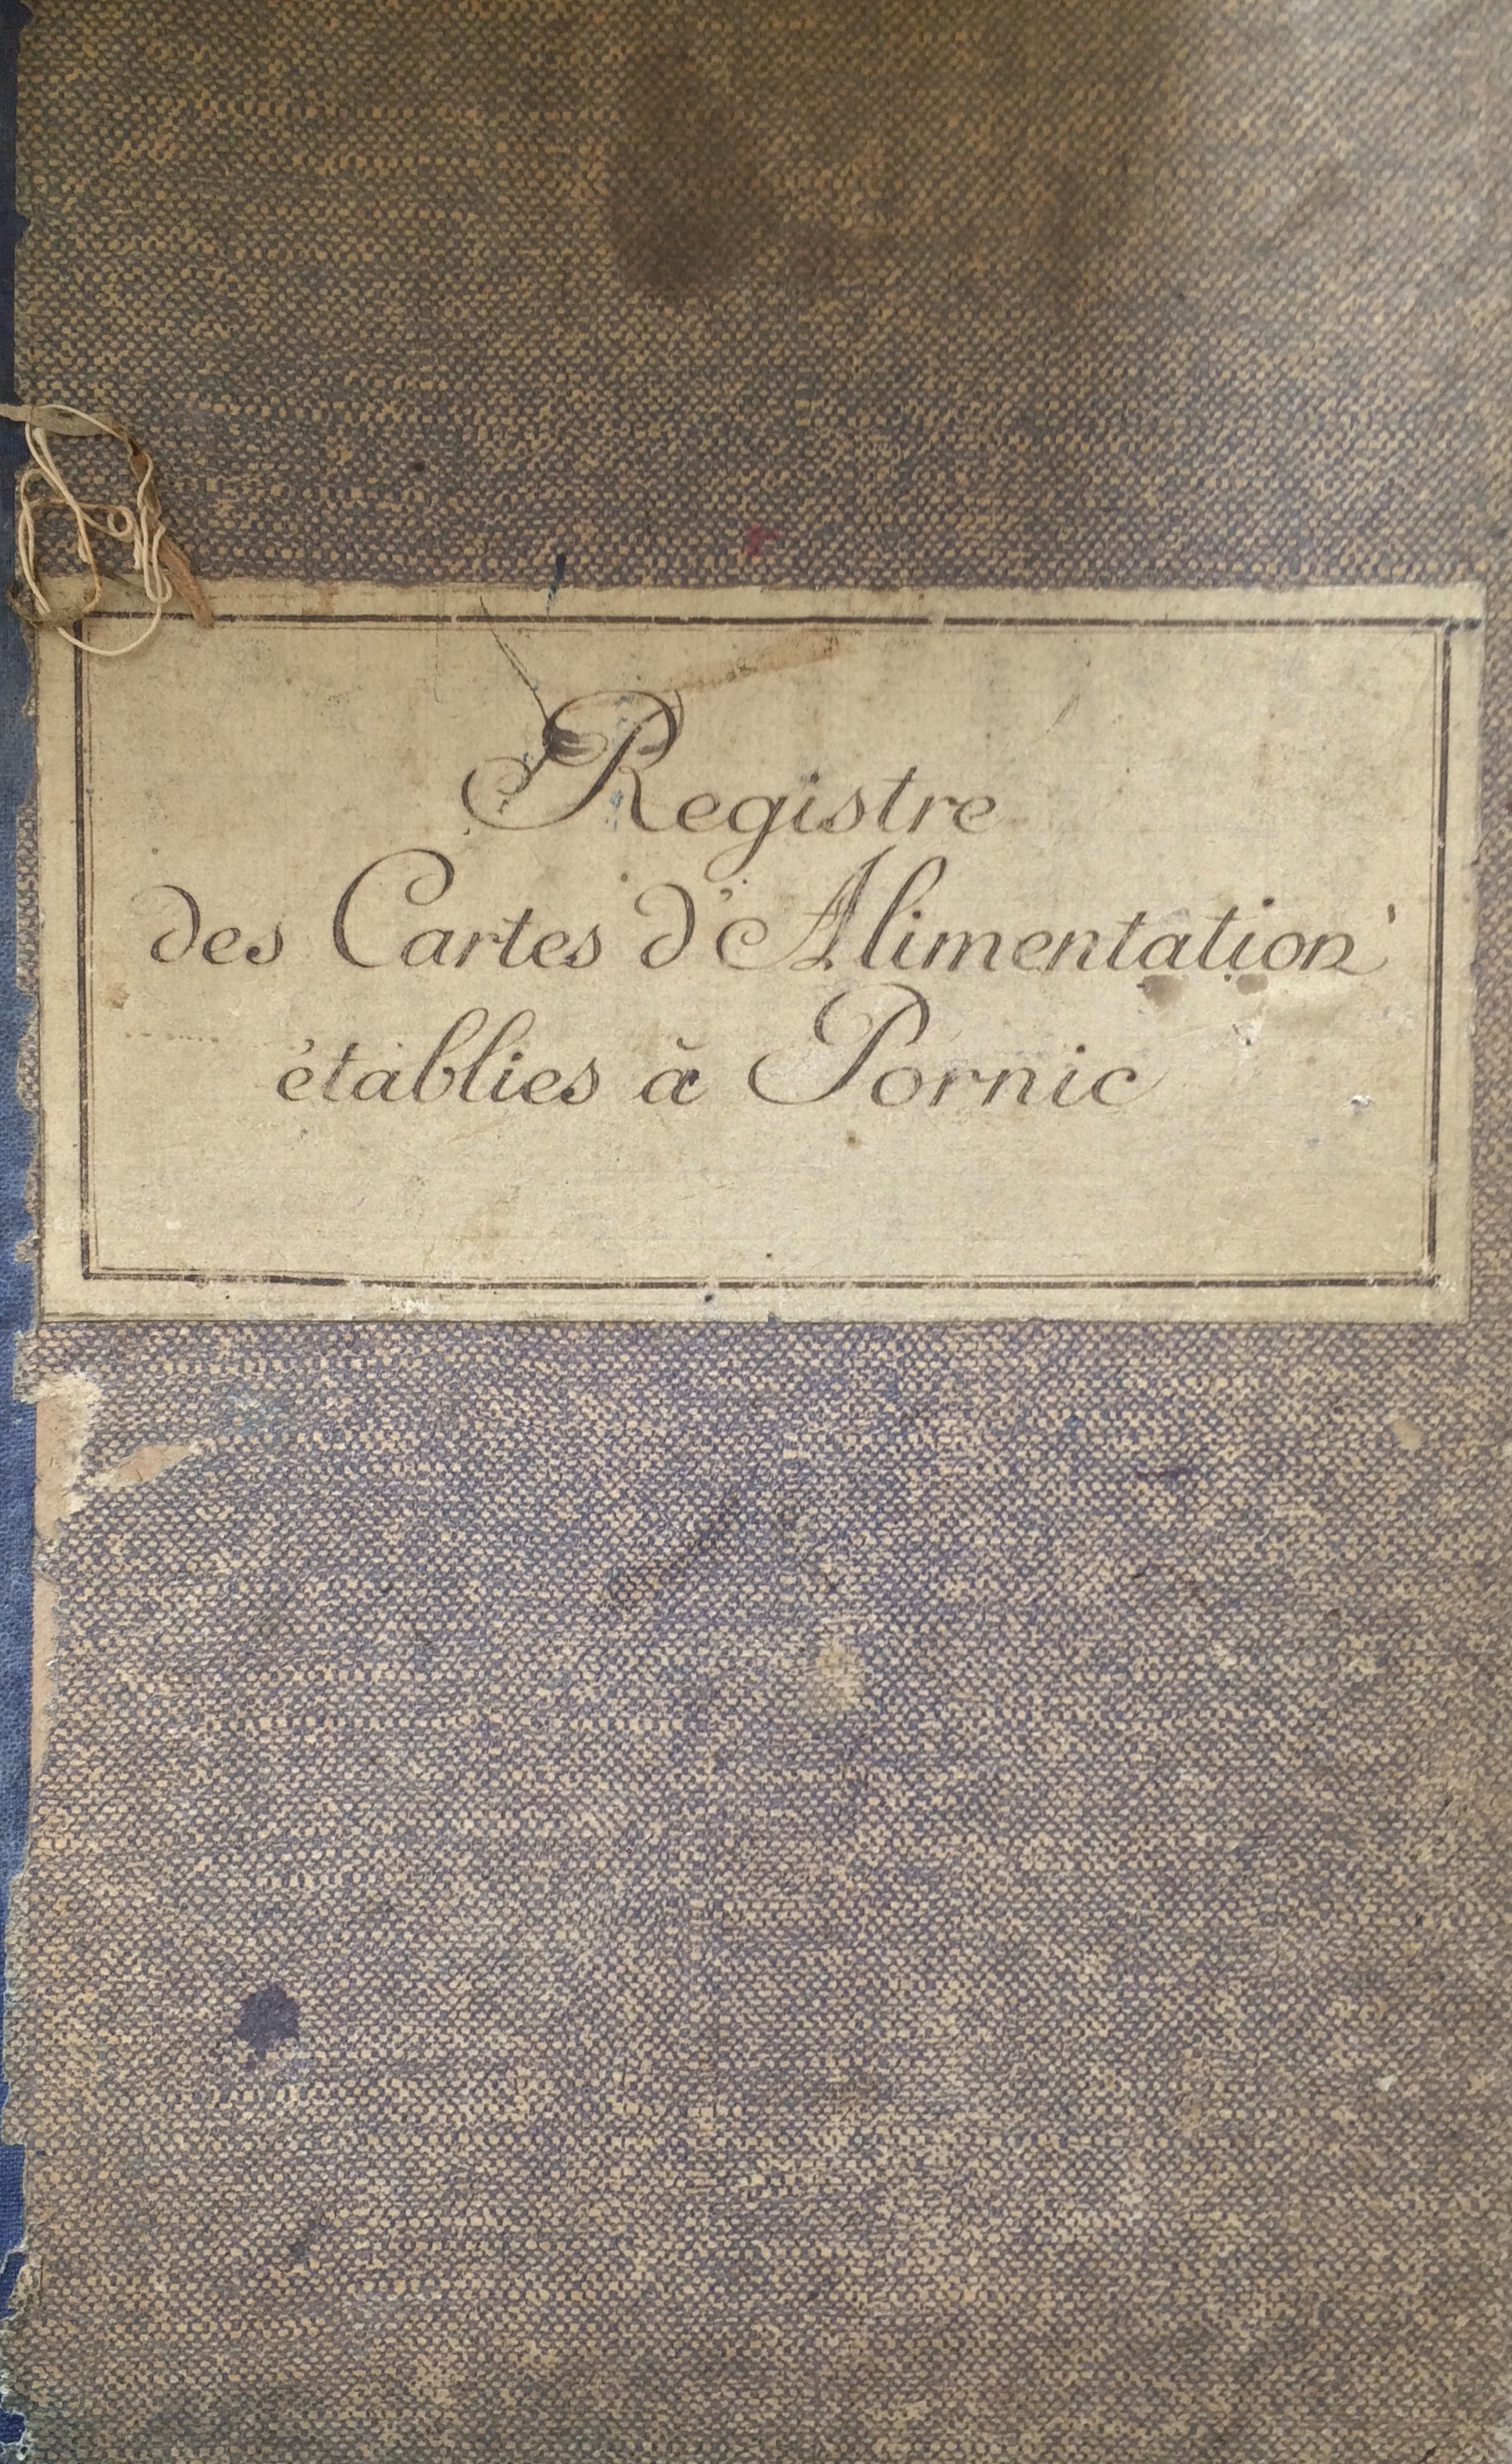 Registre
des Cartes d'Alimentation
établies à Pornic